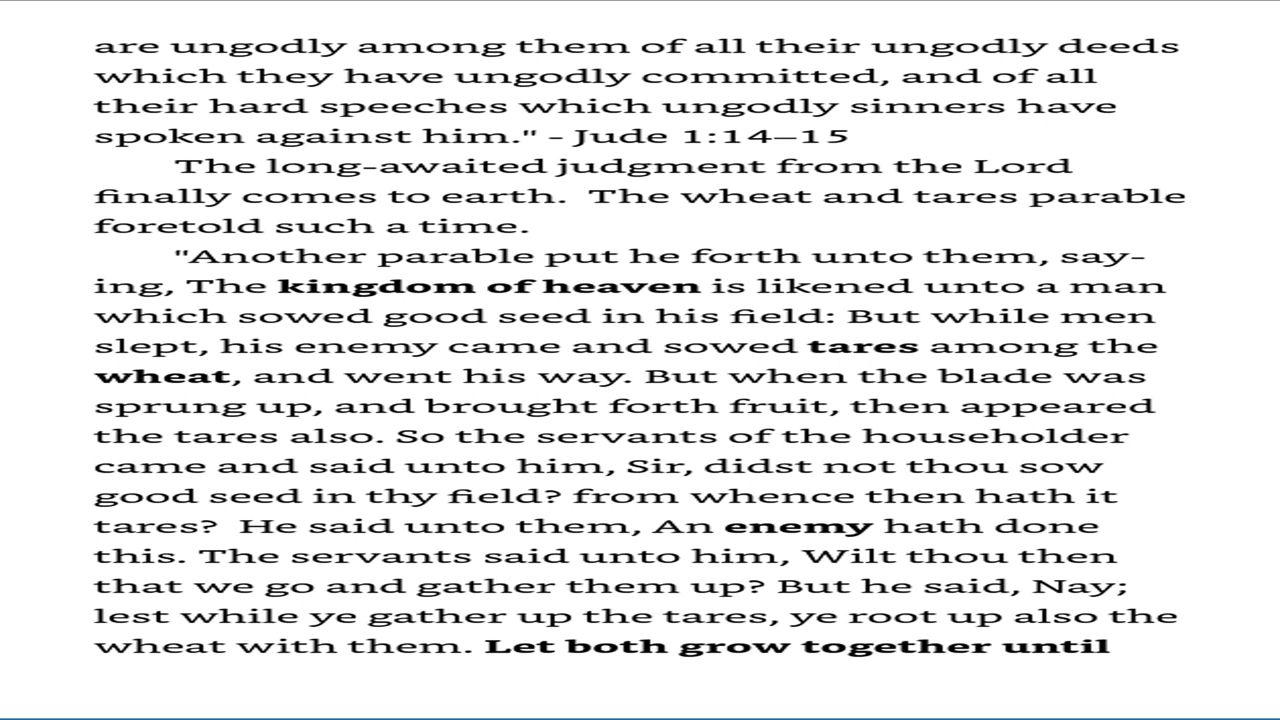 are ungodly among them of all their ungodly deeds
which they have ungodly committed, and of all
their hard speeches which ungodly sinners have
spoken against him." - Jude 1:14–15
The long-awaited judgment from the Lord
finally comes to earth.  The wheat and tares parable
foretold such a time.
"Another parable put he forth unto them, say-
ing, The kingdom of heaven is likened unto a man
which sowed good seed in his field: But while men
slept, his enemy came and sowed tares among the
wheat, and went his way. But when the blade was
sprung up, and brought forth fruit, then appeared
the tares also. So the servants of the householder
came and said unto him, Sir, didst not thou sow
good seed in thy field? from whence then hath it
tares?  He said unto them, An enemy hath done
this. The servants said unto him, Wilt thou then
that we go and gather them up? But he said, Nay;
lest while ye gather up the tares, ye root up also the
wheat with them. Let both grow together until